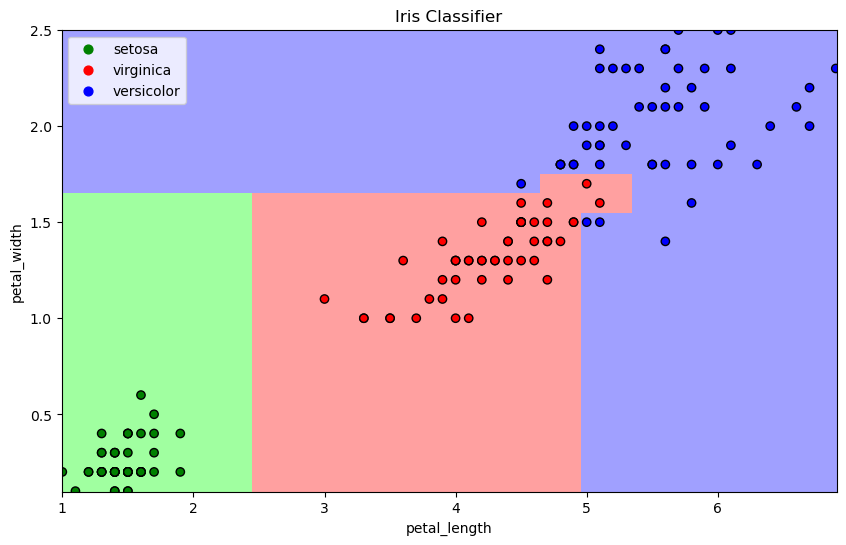 Iris Classifier
setosa
virginica
versicolor
2.5
2.0
1.5
1.0
0.5
petal_width
1
2
3
4
5
6
petal_length